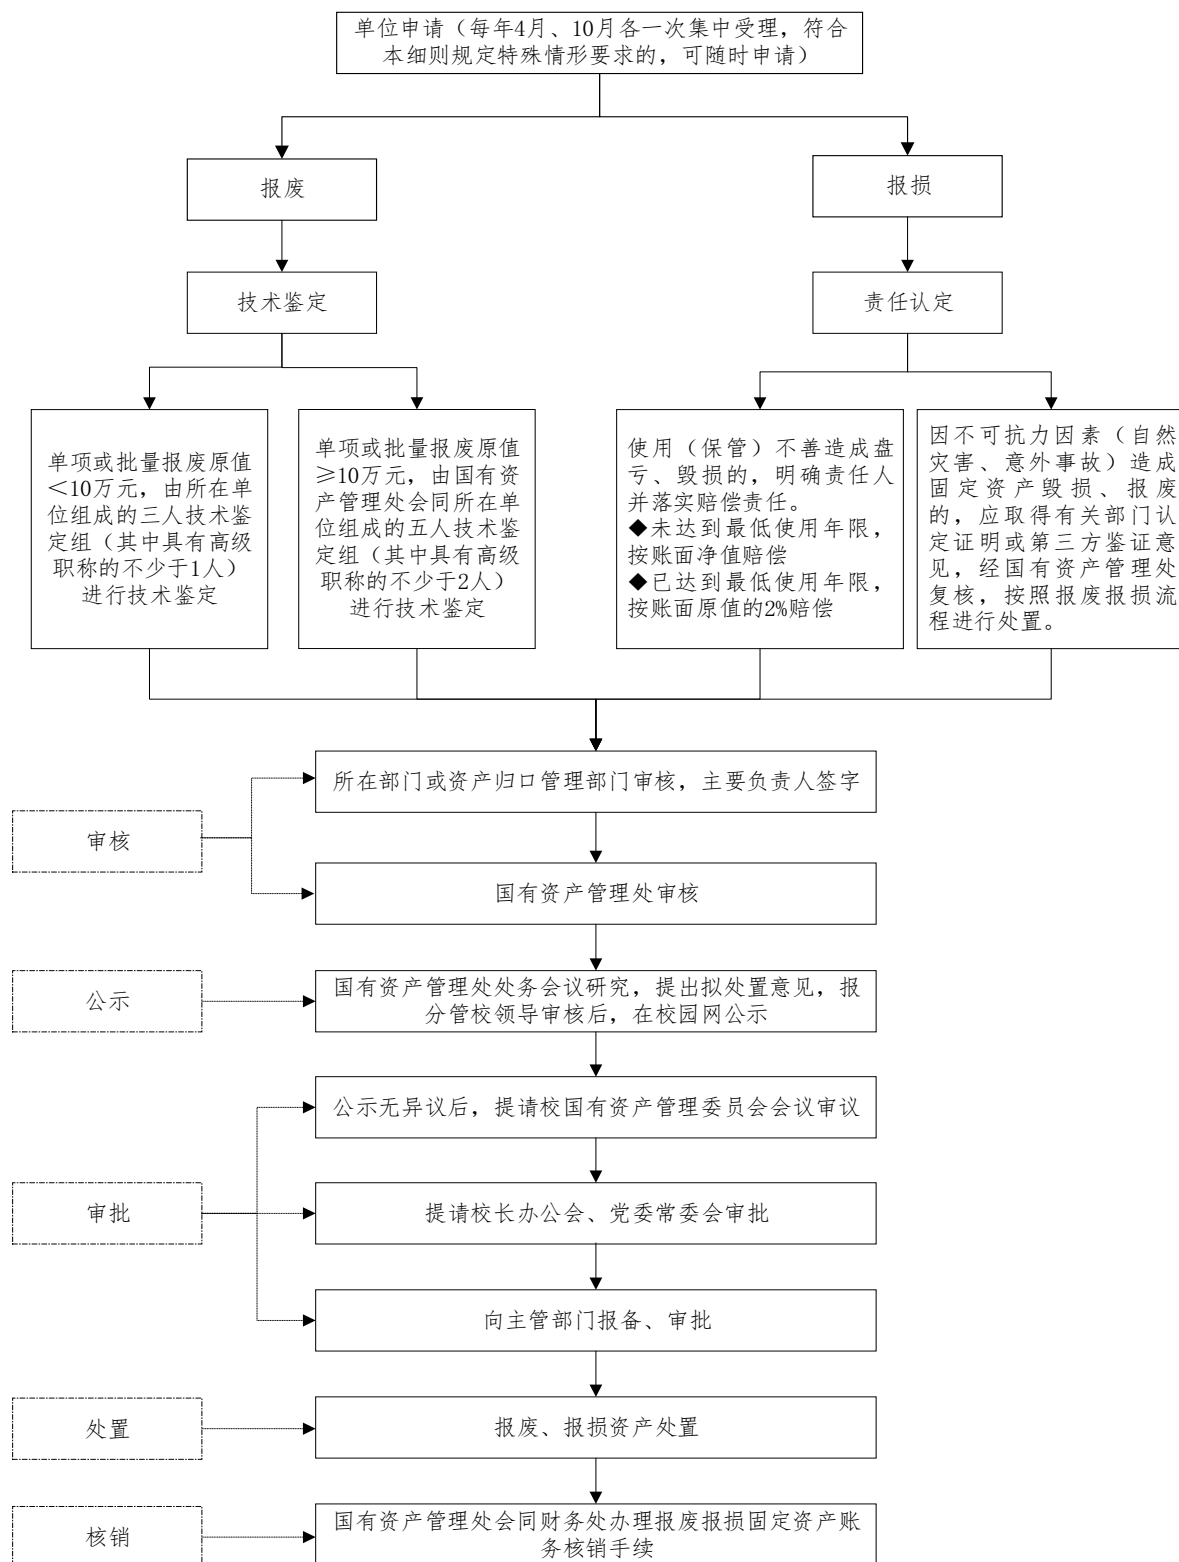 单位申请（每年4月、10月各一次集中受理，符合
本细则规定特殊情形要求的，可随时申请）
报废
报损
技术鉴定
责任认定
单项或批量报废原值
＜10万元，由所在单
位组成的三人技术鉴
定组（其中具有高级
职称的不少于1人）
进行技术鉴定
单项或批量报废原值
≥10万元，由国有资
产管理处会同所在单
位组成的五人技术鉴
定组（其中具有高级
职称的不少于2人）
进行技术鉴定
使用（保管）不善造成盘
亏、毁损的，明确责任人
并落实赔偿责任。
◆未达到最低使用年限，
按账面净值赔偿
◆已达到最低使用年限，
按账面原值的2%赔偿
因不可抗力因素（自然
灾害、意外事故）造成
固定资产毁损、报废
的，应取得有关部门认
定证明或第三方鉴证意
见，经国有资产管理处
复核，按照报废报损流
程进行处置。
所在部门或资产归口管理部门审核，主要负责人签字
审核
国有资产管理处审核
公示
国有资产管理处处务会议研究，提出拟处置意见，报
分管校领导审核后，在校园网公示
公示无异议后，提请校国有资产管理委员会会议审议
审批
提请校长办公会、党委常委会审批
向主管部门报备、审批
处置
报废、报损资产处置
核销
国有资产管理处会同财务处办理报废报损固定资产账
务核销手续